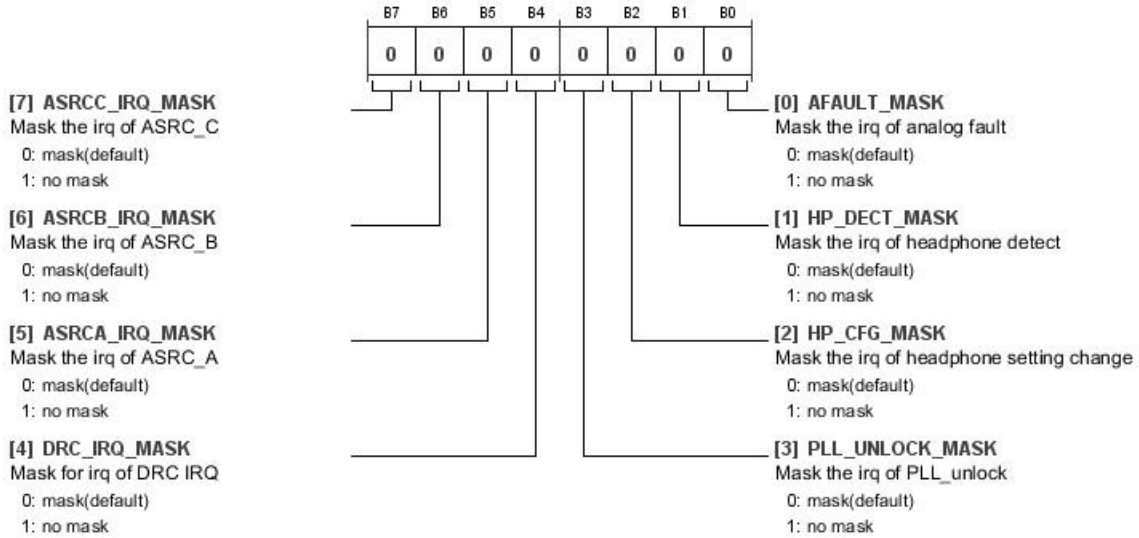 B7 B6 B5 B4 B3 B2 B1 B0
0 0 0 0 0 0 0 0
[7] ASRCC_IRQ_MASK
Mask the irq of ASRC_C
0: mask(default)
1: no mask
[6] ASRCB_IRQ_MASK
Mask the irq of ASRC_B
0: mask(default)
1: no mask
[5] ASRCA_IRQ_MASK
Mask the irq of ASRC_A
0: mask(default)
1: no mask
[4] DRC_IRQ_MASK
Mask for irq of DRC IRQ
0: mask(default)
1: no mask
[0] AFAULT_MASK
Mask the irq of analog fault
0: mask(default)
1: no mask
[1] HP_DECT_MASK
Mask the irq of headphone detect
0: mask(default)
1: no mask
[2] HP_CFG_MASK
Mask the irq of headphone setting change
0: mask(default)
1: no mask
[3] PLL_UNLOCK_MASK
Mask the irq of PLL_unlock
0: mask(default)
1: no mask